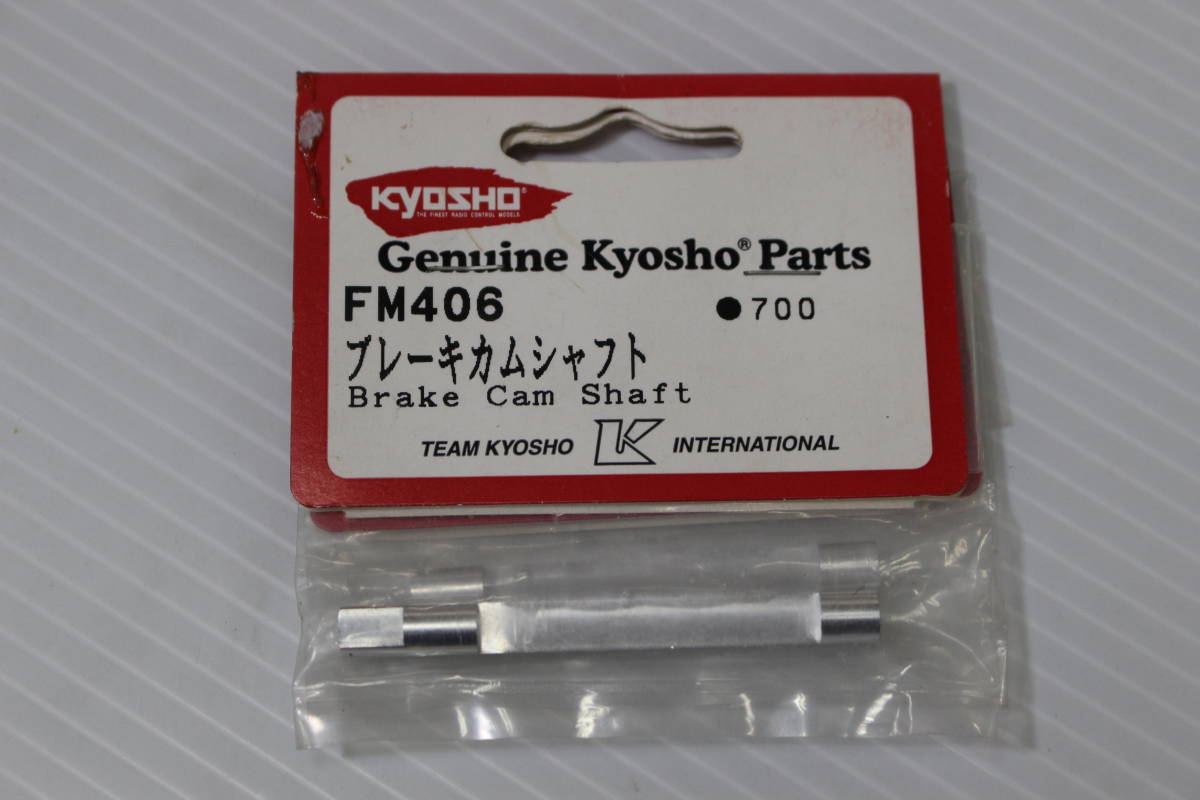 KYOSHO®
THE FINEST RADIO CONTROL MODELS
Genuine Kyosho® Parts
FM406 ●700
ブレーキカムシャフト
Brake Cam Shaft
TEAM KYOSHO K INTERNATIONAL